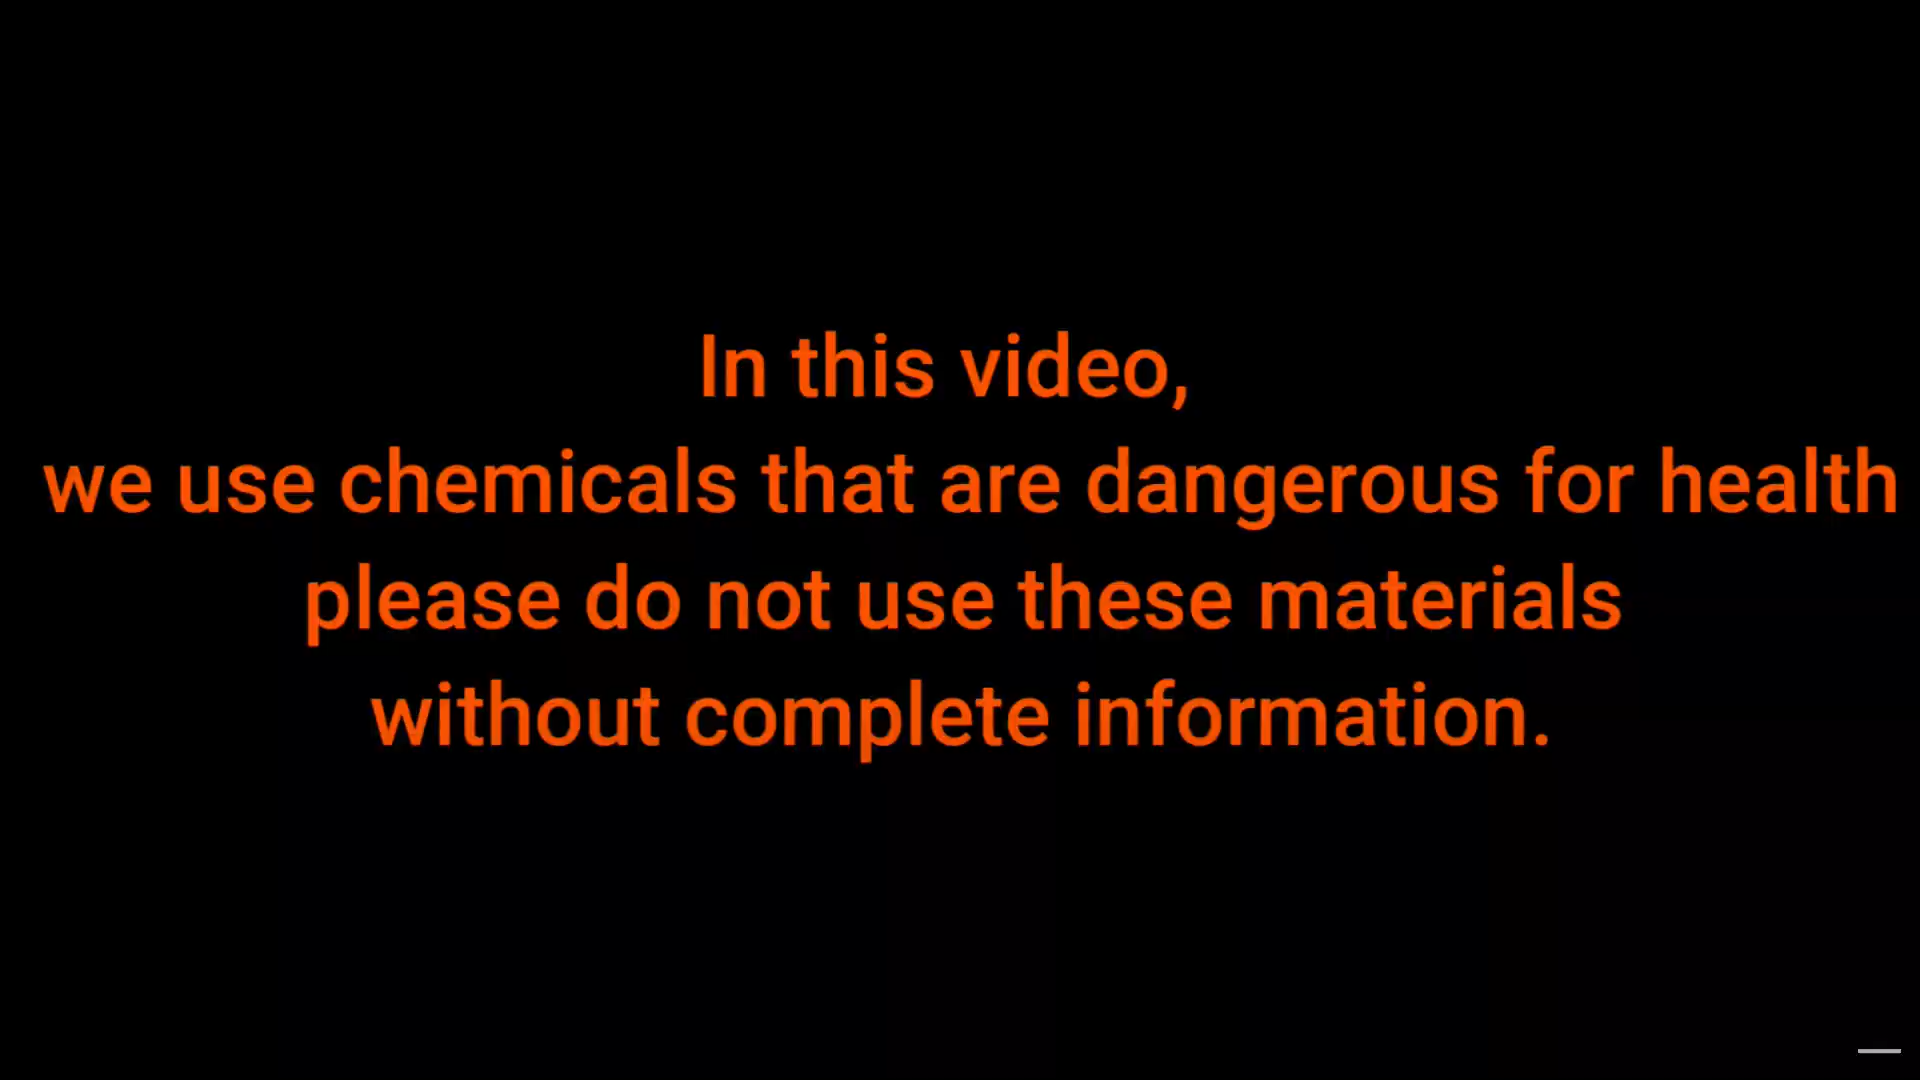 In this video,
we use chemicals that are dangerous for health
please do not use these materials
without complete information.